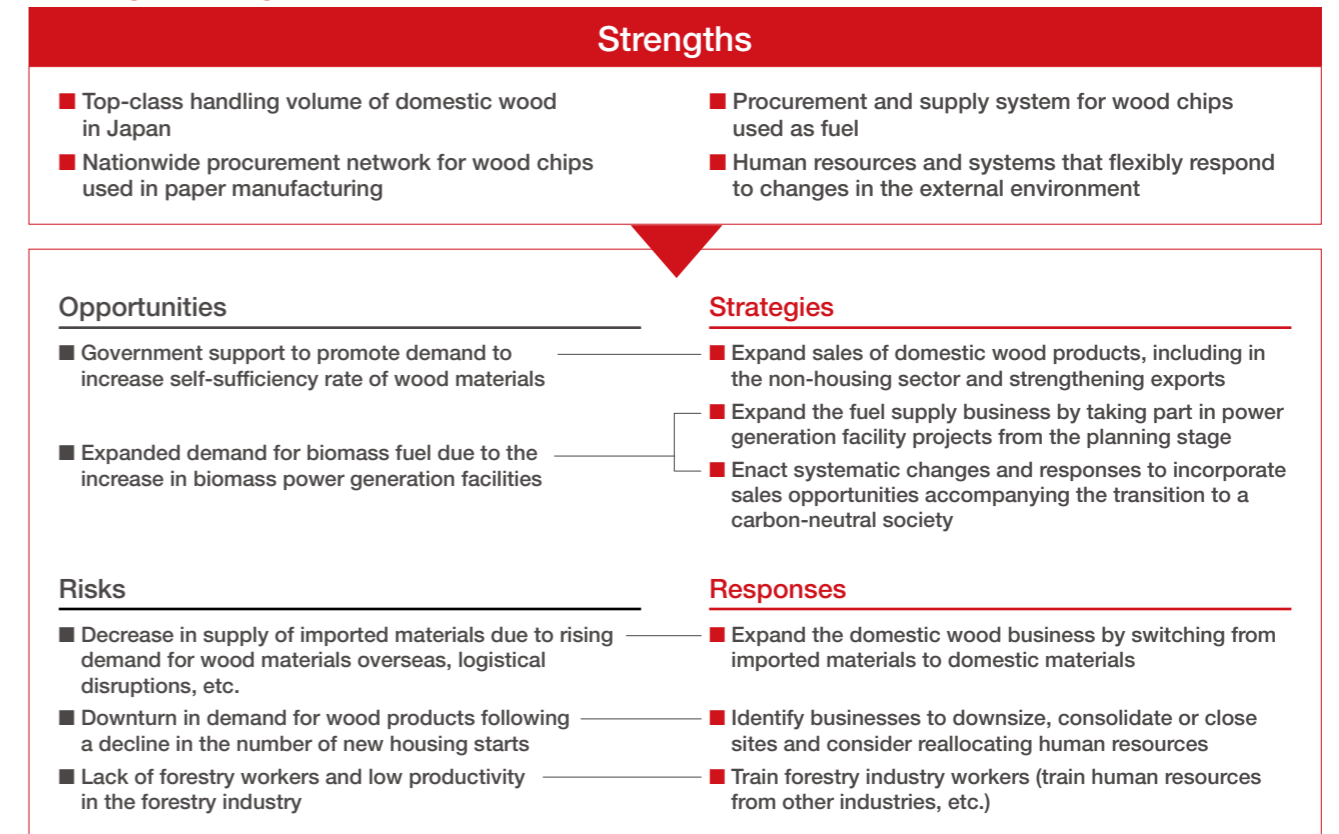 Strengths
■ Top-class handling volume of domestic wood
in Japan
■ Nationwide procurement network for wood chips
used in paper manufacturing
■ Procurement and supply system for wood chips
used as fuel
■ Human resources and systems that flexibly respond
to changes in the external environment
Opportunities
■ Government support to promote demand to
increase self-sufficiency rate of wood materials
■ Expanded demand for biomass fuel due to the
increase in biomass power generation facilities
Strategies
■ Expand sales of domestic wood products, including in
the non-housing sector and strengthening exports
■ Expand the fuel supply business by taking part in power
generation facility projects from the planning stage
■ Enact systematic changes and responses to incorporate
sales opportunities accompanying the transition to a
carbon-neutral society
Risks
■ Decrease in supply of imported materials due to rising
demand for wood materials overseas, logistical
disruptions, etc.
■ Downturn in demand for wood products following
a decline in the number of new housing starts
■ Lack of forestry workers and low productivity
in the forestry industry
Responses
■ Expand the domestic wood business by switching from
imported materials to domestic materials
■ Identify businesses to downsize, consolidate or close
sites and consider reallocating human resources
■ Train forestry industry workers (train human resources
from other industries, etc.)